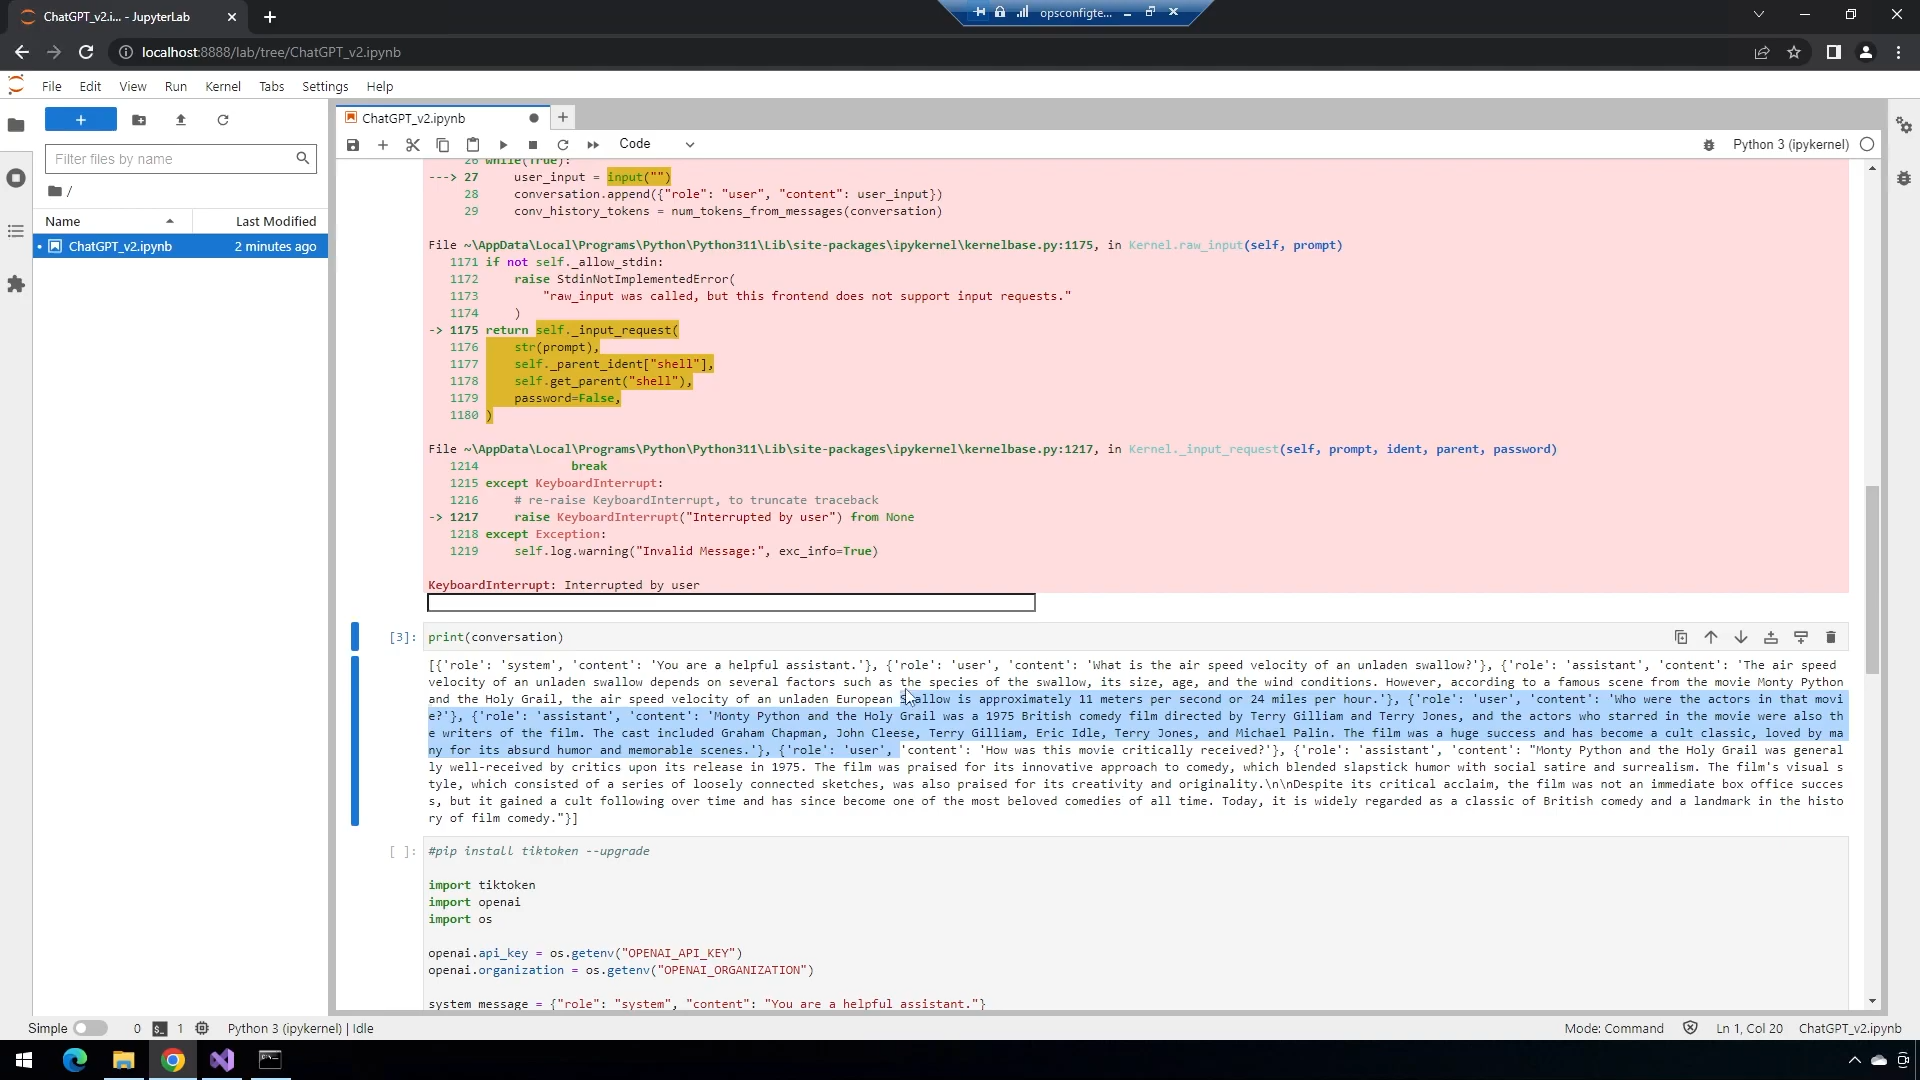 ChatGPT_v2.i... - JupyterLab
opsconfigte...
localhost:8888/lab/tree/ChatGPT_v2.ipynb
File Edit View Run Kernel Tabs Settings Help
Filter files by name
/
Name Last Modified
ChatGPT_v2.ipynb 2 minutes ago
ChatGPT_v2.ipynb
Code
Python 3 (ipykernel)
26 while(True):
---> 27 user_input = input("")
28 conversation.append({"role": "user", "content": user_input})
29 conv_history_tokens = num_tokens_from_messages(conversation)
File ~\AppData\Local\Programs\Python\Python311\Lib\site-packages\ipykernel\kernelbase.py:1175, in Kernel.raw_input(self, prompt)
1171 if not self._allow_stdin:
1172 raise StdinNotImplementedError(
1173 "raw_input was called, but this frontend does not support input requests."
1174 )
-> 1175 return self._input_request(
1176 str(prompt),
1177 self._parent_ident["shell"],
1178 self.get_parent("shell"),
1179 password=False,
1180 )
File ~\AppData\Local\Programs\Python\Python311\Lib\site-packages\ipykernel\kernelbase.py:1217, in Kernel._input_request(self, prompt, ident, parent, password)
1214 break
1215 except KeyboardInterrupt:
1216 # re-raise KeyboardInterrupt, to truncate traceback
-> 1217 raise KeyboardInterrupt("Interrupted by user") from None
1218 except Exception:
1219 self.log.warning("Invalid Message:", exc_info=True)
KeyboardInterrupt: Interrupted by user
[3]: print(conversation)
[{'role': 'system', 'content': 'You are a helpful assistant.'}, {'role': 'user', 'content': 'What is the air speed velocity of an unladen swallow?'}, {'role': 'assistant', 'content': 'The air speed
velocity of an unladen swallow depends on several factors such as the species of the swallow, its size, age, and the wind conditions. However, according to a famous scene from the movie Monty Python
and the Holy Grail, the air speed velocity of an unladen European Swallow is approximately 11 meters per second or 24 miles per hour.'}, {'role': 'user', 'content': 'Who were the actors in that movi
e?'}, {'role': 'assistant', 'content': 'Monty Python and the Holy Grail was a 1975 British comedy film directed by Terry Gilliam and Terry Jones, and the actors who starred in the movie were also th
e writers of the film. The cast included Graham Chapman, John Cleese, Terry Gilliam, Eric Idle, Terry Jones, and Michael Palin. The film was a huge success and has become a cult classic, loved by ma
ny for its absurd humor and memorable scenes.'}, {'role': 'user', 'content': 'How was this movie critically received?'}, {'role': 'assistant', 'content': "Monty Python and the Holy Grail was general
ly well-received by critics upon its release in 1975. The film was praised for its innovative approach to comedy, which blended slapstick humor with social satire and surrealism. The film's visual s
tyle, which consisted of a series of loosely connected sketches, was also praised for its creativity and originality.\n\nDespite its critical acclaim, the film was not an immediate box office succes
s, but it gained a cult following over time and has since become one of the most beloved comedies of all time. Today, it is widely regarded as a classic of British comedy and a landmark in the histo
ry of film comedy."}]
[ ]: #pip install tiktoken --upgrade
import tiktoken
import openai
import os
openai.api_key = os.getenv("OPENAI_API_KEY")
openai.organization = os.getenv("OPENAI_ORGANIZATION")
system_message = {"role": "system", "content": "You are a helpful assistant."}
Simple 0 1 Python 3 (ipykernel) | Idle Mode: Command Ln 1, Col 20 ChatGPT_v2.ipynb